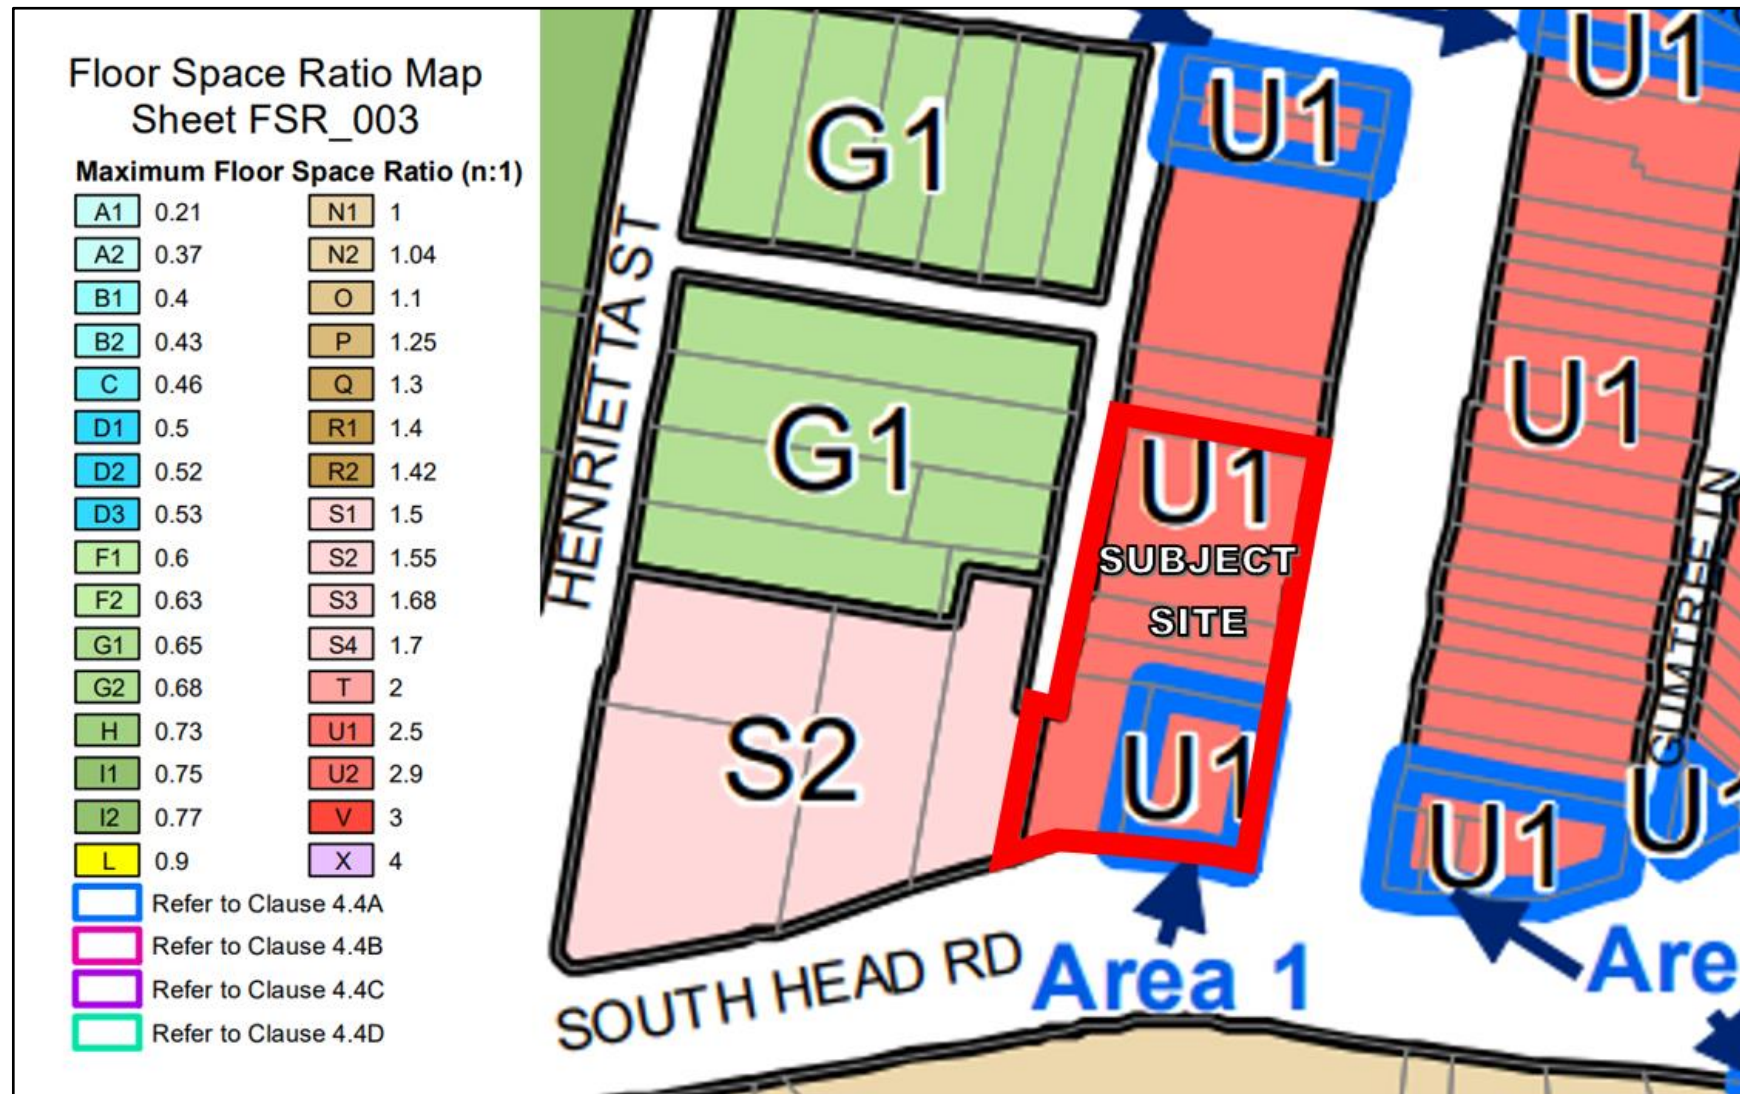 Floor Space Ratio Map
Sheet FSR_003
Maximum Floor Space Ratio (n:1)
A1 0.21
A2 0.37
B1 0.4
B2 0.43
C 0.46
D1 0.5
D2 0.52
D3 0.53
F1 0.6
F2 0.63
G1 0.65
G2 0.68
H 0.73
I1 0.75
I2 0.77
L 0.9
N1 1
N2 1.04
O 1.1
P 1.25
Q 1.3
R1 1.4
R2 1.42
S1 1.5
S2 1.55
S3 1.68
S4 1.7
T 2
U1 2.5
U2 2.9
V 3
X 4
Refer to Clause 4.4A
Refer to Clause 4.4B
Refer to Clause 4.4C
Refer to Clause 4.4D
G1
U1
U1
HENRIETTA ST
G1
U1
U1
SUBJECT
SITE
GUMTREE LN
S2
U1
U1
U1
SOUTH HEAD RD
Area 1
Are